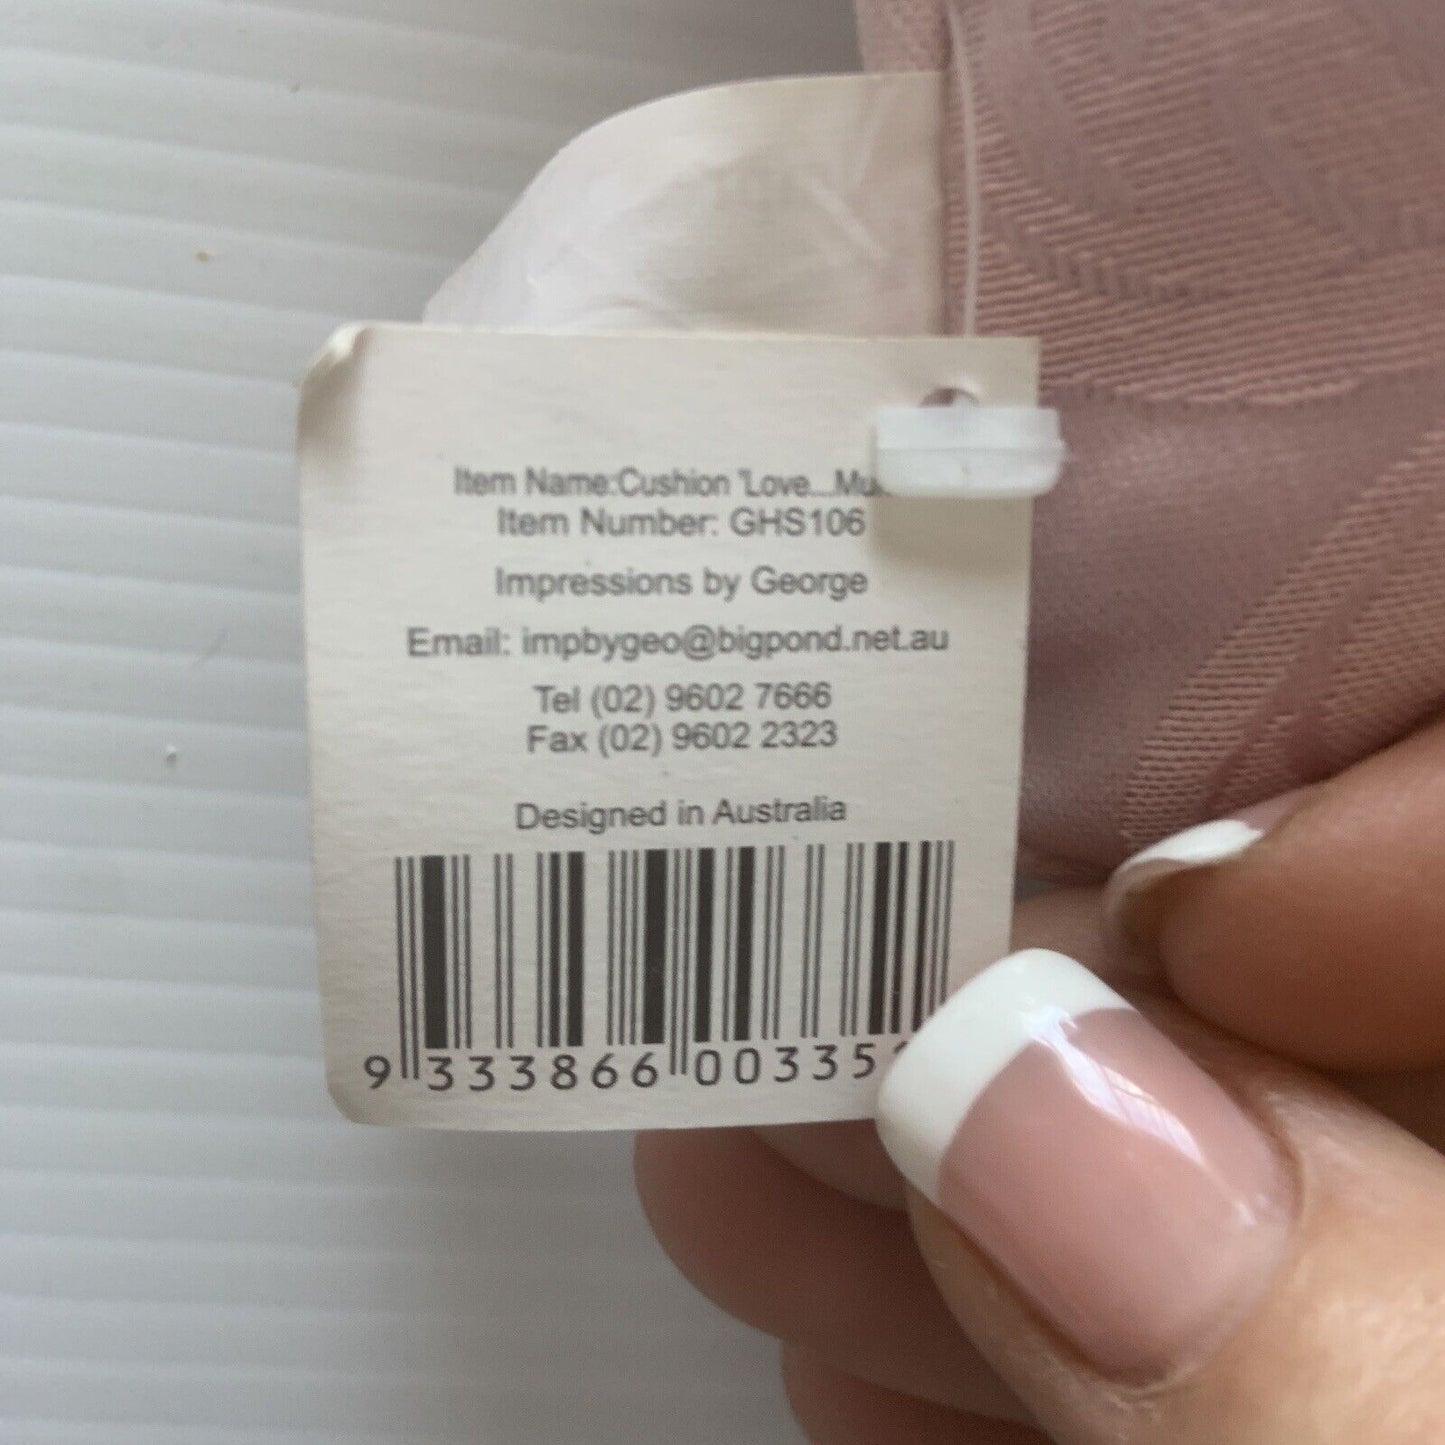 Item Name:Cushion 'Love...
Item Number: GHS106
Impressions by George
Email: impbygeo@bigpond.net.au
Tel (02) 9602 7666
Fax (02) 9602 2323
Designed in Australia
9 333866 00335